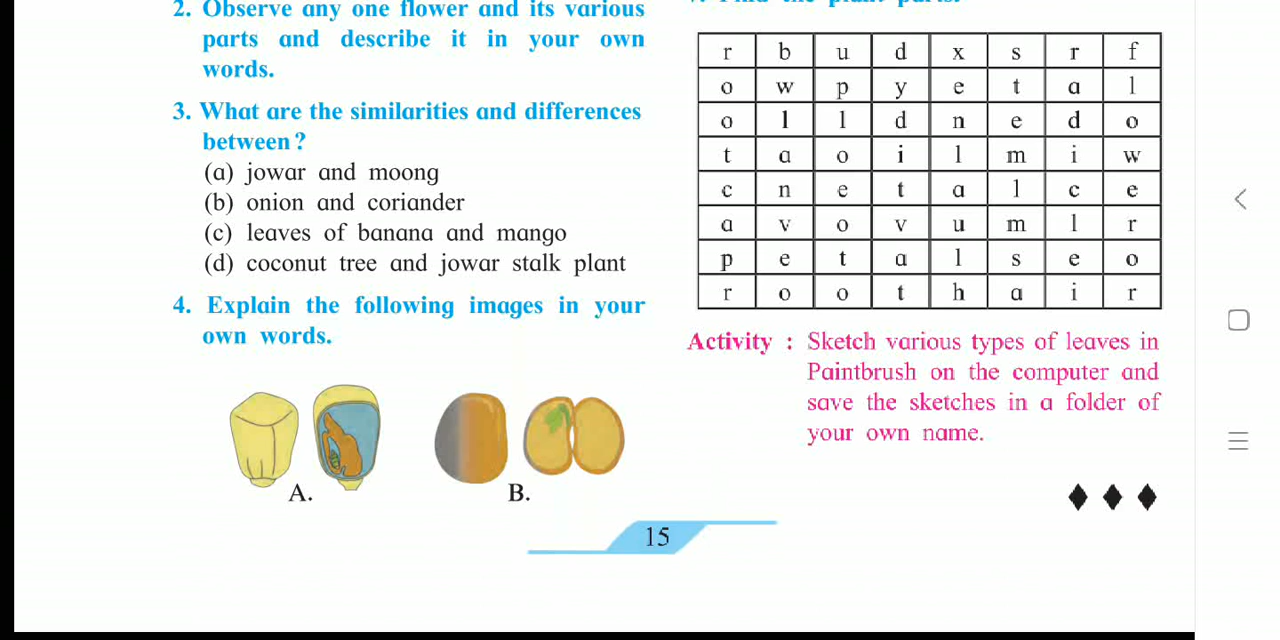 2. Observe any one flower and its various
parts and describe it in your own
words.
3. What are the similarities and differences
between?
(a) jowar and moong
(b) onion and coriander
(c) leaves of banana and mango
(d) coconut tree and jowar stalk plant
4. Explain the following images in your
own words.
A. B.
r b u d x s r f
o w p y e t a l
o l l d n e d o
t a o i l m i w
c n e t a l c e
a v o v u m l r
p e t a l s e o
r o o t h a i r
Activity : Sketch various types of leaves in
Paintbrush on the computer and
save the sketches in a folder of
your own name.
15